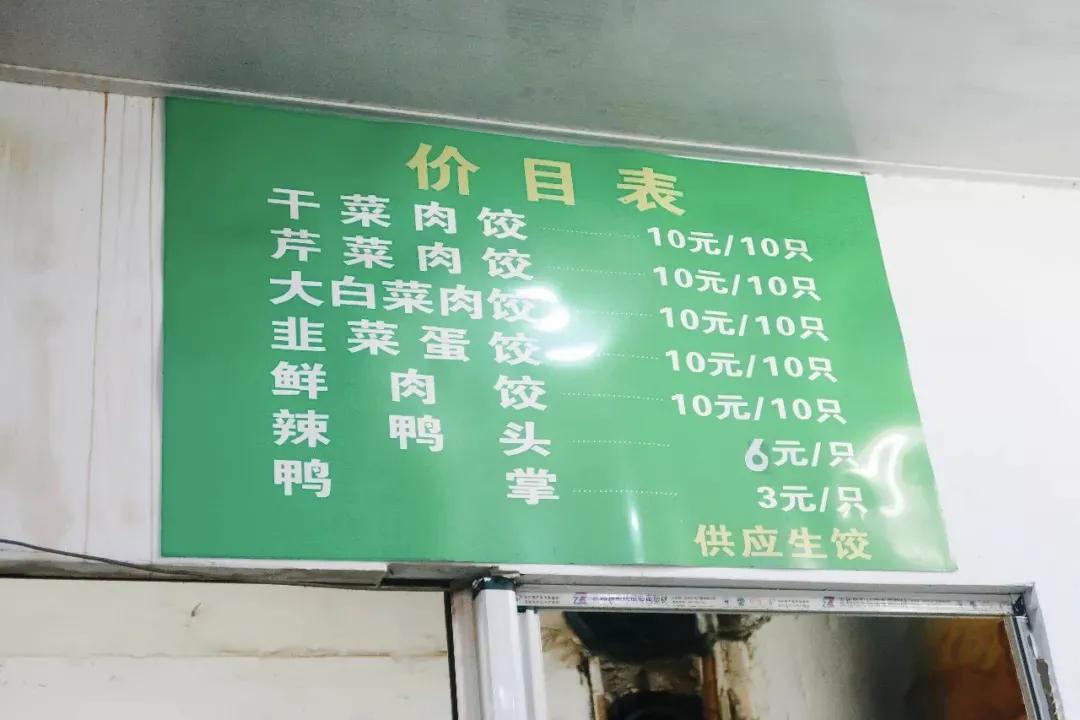 价目表
干菜肉饺 10元/10只
芹菜肉饺 10元/10只
大白菜肉饺 10元/10只
韭菜蛋饺 10元/10只
鲜肉饺 10元/10只
辣鸭头 6元/只
鸭掌 3元/只
供应生饺